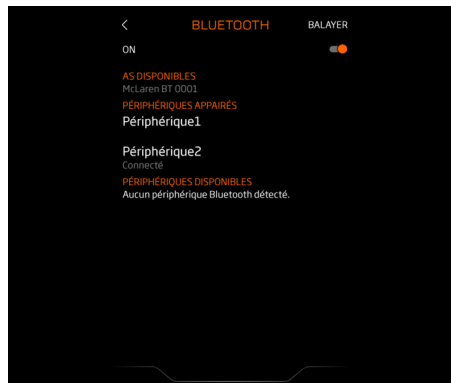 BLUETOOTH BALAYER
ON
AS DISPONIBLES
McLaren BT 0001
PÉRIPHÉRIQUES APPAIRÉS
Périphérique1
Périphérique2
Connecté
PÉRIPHÉRIQUES DISPONIBLES
Aucun périphérique Bluetooth détecté.